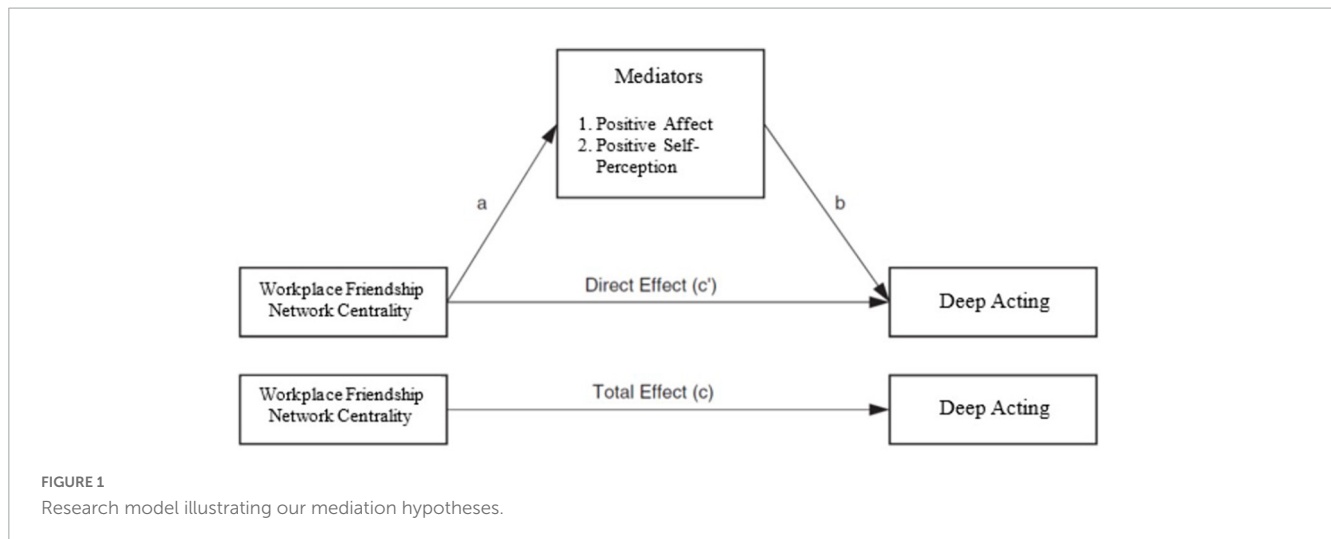 Mediators
1. Positive Affect
2. Positive Self-
Perception
a
b
Workplace Friendship
Network Centrality
Direct Effect (c')
Deep Acting
Workplace Friendship
Network Centrality
Total Effect (c)
Deep Acting
FIGURE 1
Research model illustrating our mediation hypotheses.